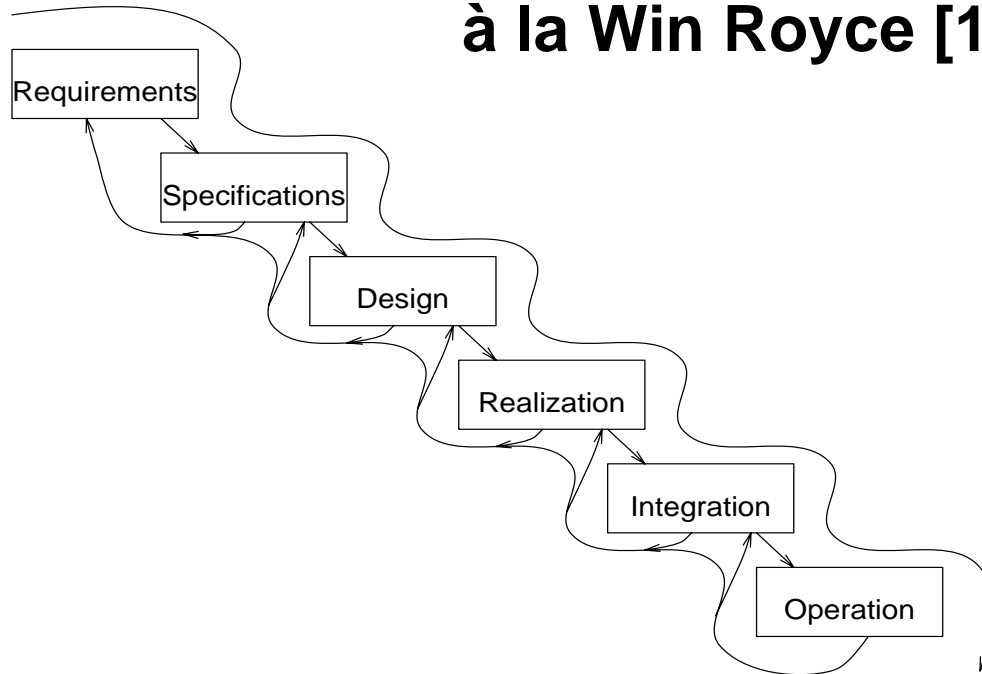 à la Win Royce [1
Requirements
Specifications
Design
Realization
Integration
Operation